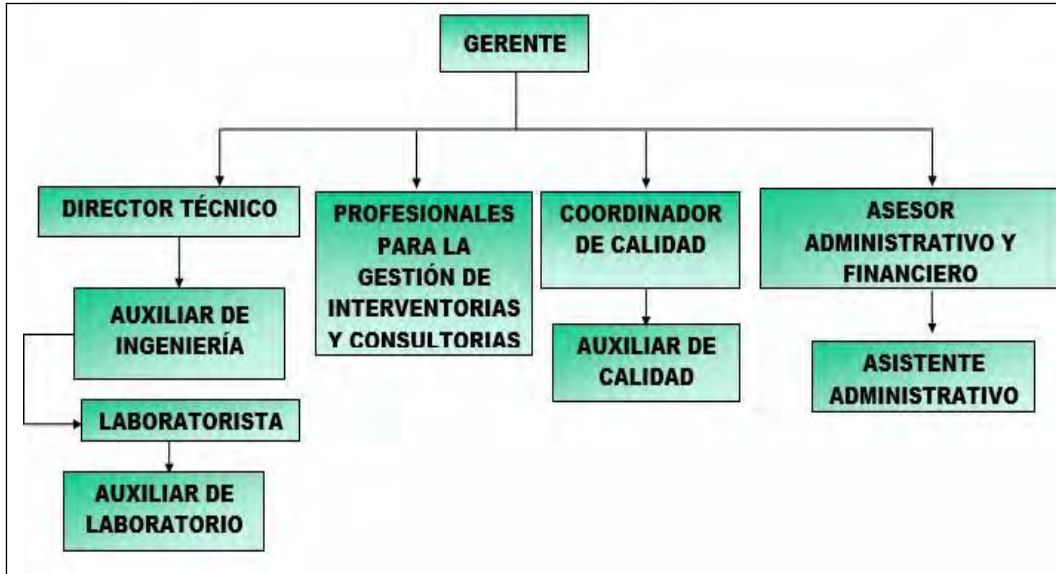 GERENTE
DIRECTOR TÉCNICO
PROFESIONALES
PARA LA
GESTIÓN DE
INTERVENTORIAS
Y CONSULTORIAS
COORDINADOR
DE CALIDAD
ASESOR
ADMINISTRATIVO Y
FINANCIERO
AUXILIAR DE
INGENIERÍA
AUXILIAR DE
CALIDAD
ASISTENTE
ADMINISTRATIVO
LABORATORISTA
AUXILIAR DE
LABORATORIO